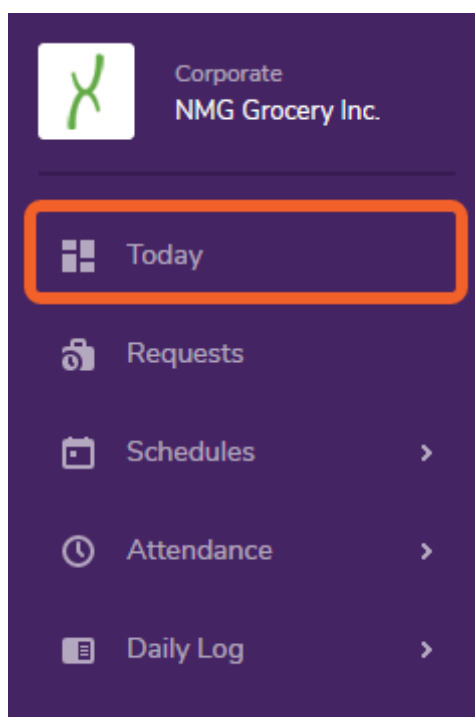 Corporate
NMG Grocery Inc.
Today
Requests
Schedules
Attendance
Daily Log